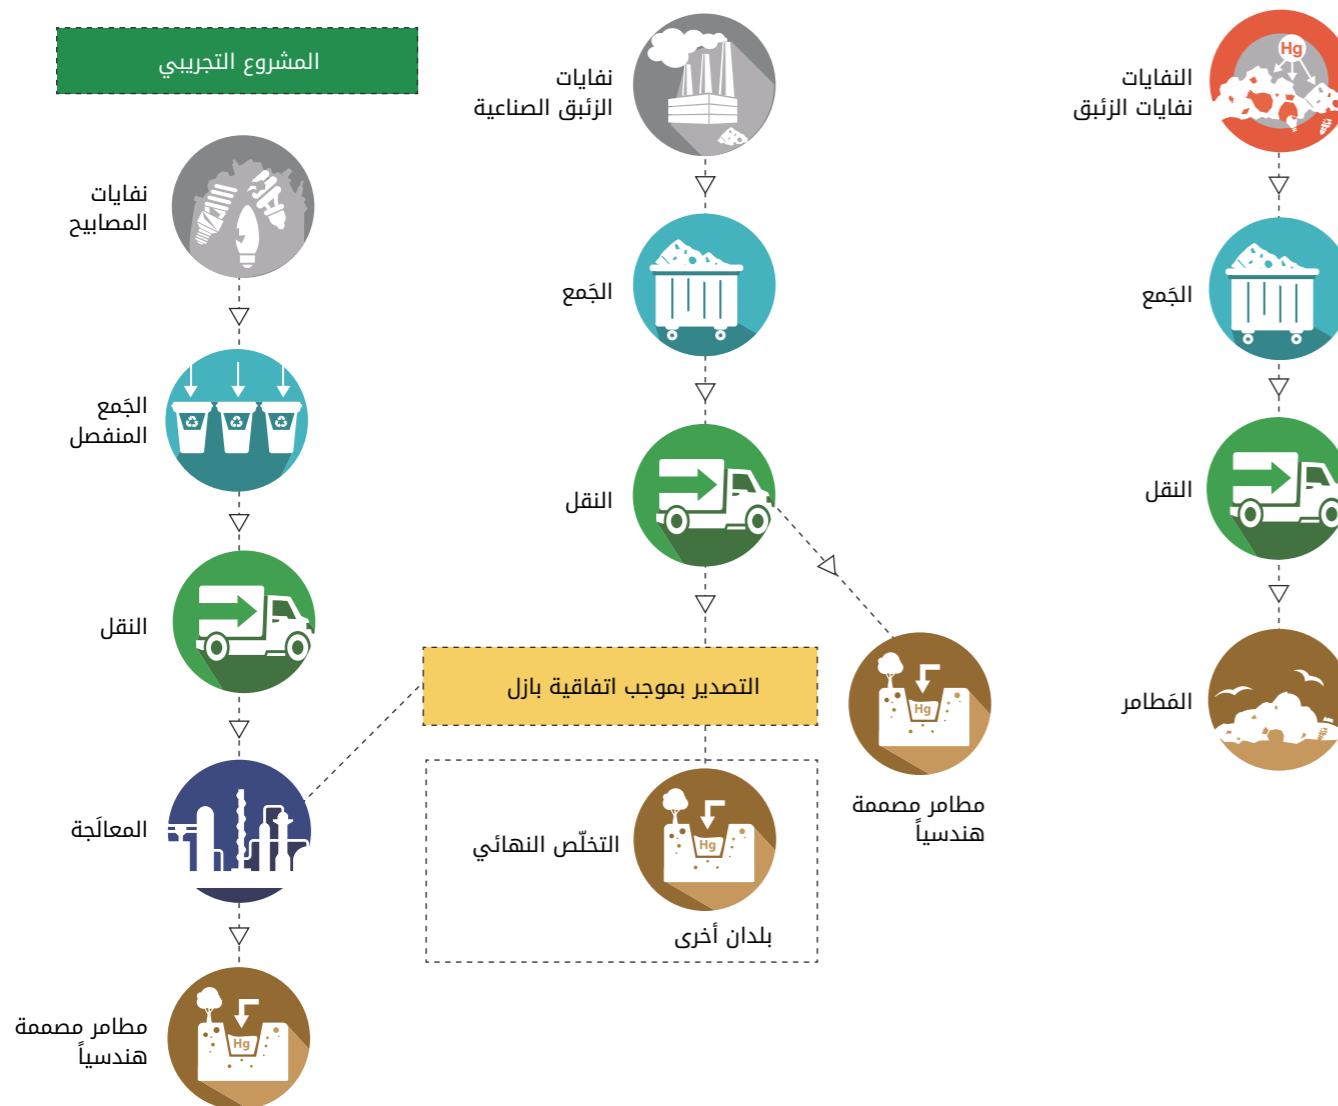 النفايات
نفايات الزئبق
Hg
الجَمع
النقل
المَطامر
نفايات
الزئبق الصناعية
الجَمع
النقل
مطامر مصممة
هندسياً
Hg
التصدير بموجب اتفاقية بازل
التخلّص النهائي
Hg
بلدان أخرى
المشروع التجريبي
نفايات
المصابيح
الجَمع
المنفصل
النقل
المعالَجة
مطامر مصممة
هندسياً
Hg